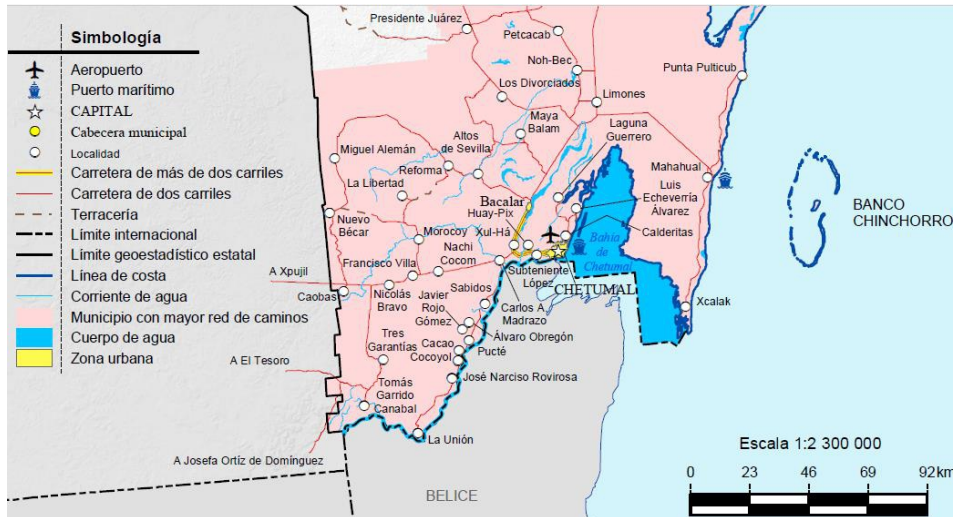 Simbología
Aeropuerto
Puerto marítimo
CAPITAL
Cabecera municipal
Localidad
Carretera de más de dos carriles
Carretera de dos carriles
Terracería
Límite internacional
Límite geoestadístico estatal
Línea de costa
Corriente de agua
Municipio con mayor red de caminos
Cuerpo de agua
Zona urbana
Presidente Juárez
Petcacab
Noh-Bec
Los Divorciados
Punta Pulticub
Limones
Maya
Balam
Laguna
Guerrero
Miguel Alemán
Altos
de Sevilla
Reforma
La Libertad
Mahahual
Luis
Echeverría
Álvarez
Bacalar
Huay-Pix
Xul-Há
Nuevo
Bécar
Morocoy
Nachi
Cocom
Calderitas
Bahía
de
Chetumal
BANCO
CHINCHORRO
Francisco Villa
A Xpujil
Caobas
Nicolás
Bravo
Subteniente
López
CHETUMAL
Sabidos
Javier
Rojo
Gómez
Carlos A.
Madrazo
Xcalak
Álvaro Obregón
Tres
Garantías
Cacao
Cocoyol
Pucté
A El Tesoro
José Narciso Rovirosa
Tomás
Garrido
Canabal
La Unión
A Josefa Ortíz de Domínguez
BELICE
Escala 1:2 300 000
0 23 46 69 92 km